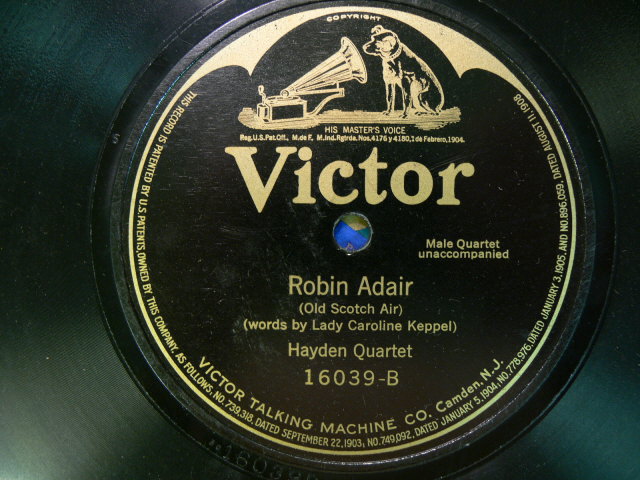 COPYRIGHT
HIS MASTER'S VOICE
Reg. U.S. Pat. Off., M. de F. M. Ind. Rgtrda. Nos. 4176 y 4180, 1 de Febrero, 1904.
Victor
Male Quartet
unaccompanied
Robin Adair
(Old Scotch Air)
(words by Lady Caroline Keppel)
Hayden Quartet
16039-B
VICTOR TALKING MACHINE CO. Camden, N.J.
THIS RECORD IS PATENTED BY U.S. PATENTS, OWNED BY THIS COMPANY, AS FOLLOWS, NO. 739,318, DATED SEPTEMBER 22, 1903, NO. 749,092, DATED JANUARY 5, 1904, NO. 778,976, DATED JANUARY 3, 1905, AND NO. 896,059, DATED AUGUST 11, 1908